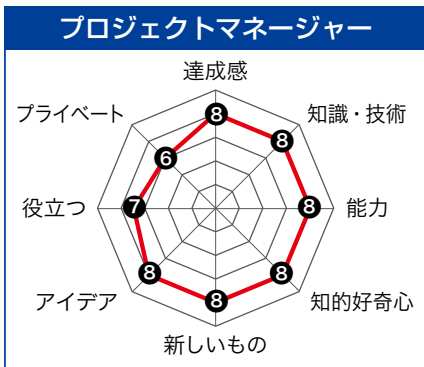 プロジェクトマネージャー
達成感
8
プライベート
6
知識・技術
8
役立つ
7
能力
8
アイデア
8
知的好奇心
8
新しいもの
8